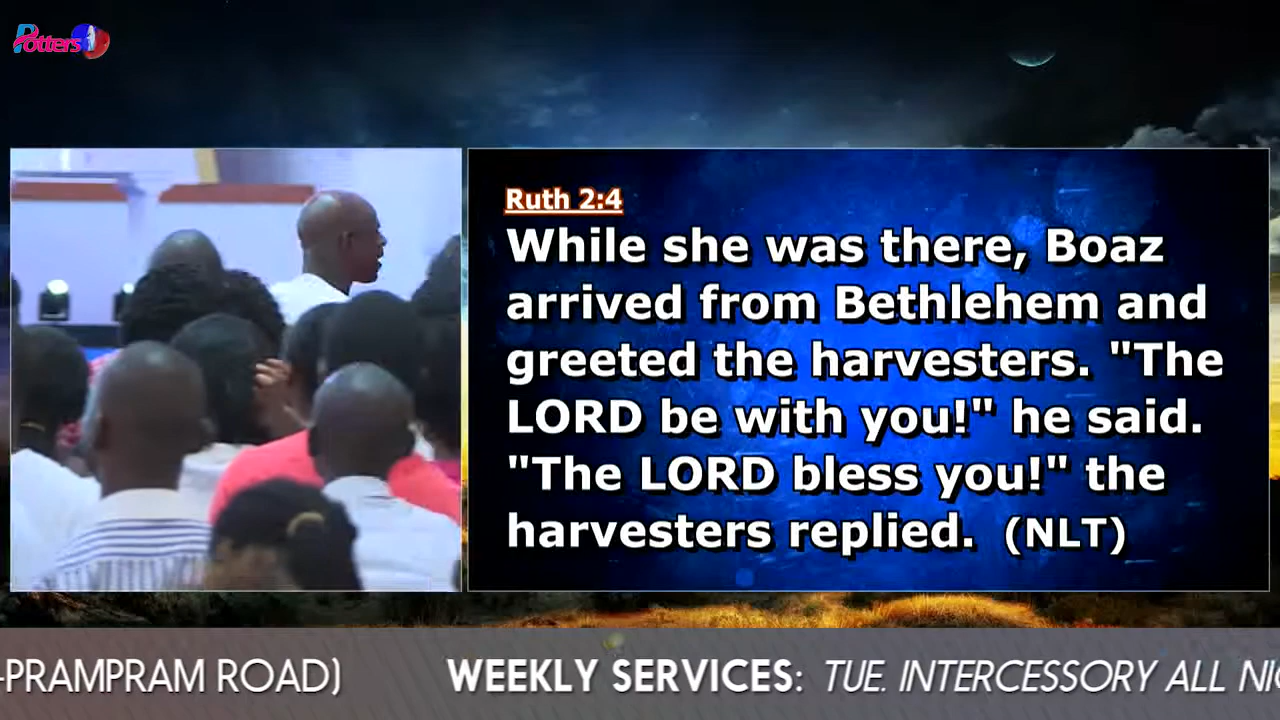 Potters
Ruth 2:4
While she was there, Boaz
arrived from Bethlehem and
greeted the harvesters. "The
LORD be with you!" he said.
"The LORD bless you!" the
harvesters replied. (NLT)
-PRAMPRAM ROAD) WEEKLY SERVICES: TUE. INTERCESSORY ALL NI